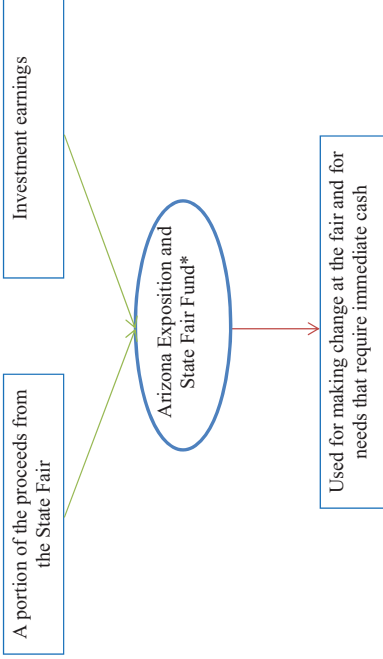 A portion of the proceeds from
the State Fair
Investment earnings
Arizona Exposition and
State Fair Fund*
Used for making change at the fair and for
needs that require immediate cash